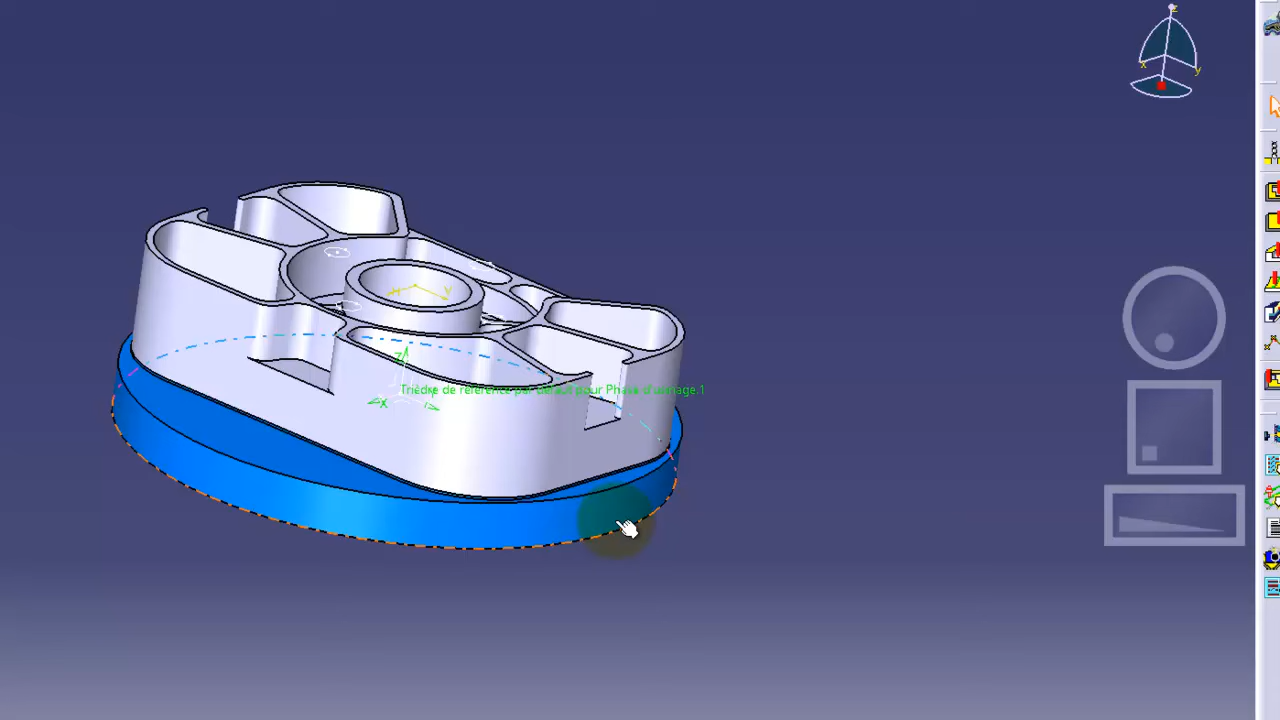 z
x
y
y
z
Trièdre de référence par défaut pour Phase d'usinage.1
x